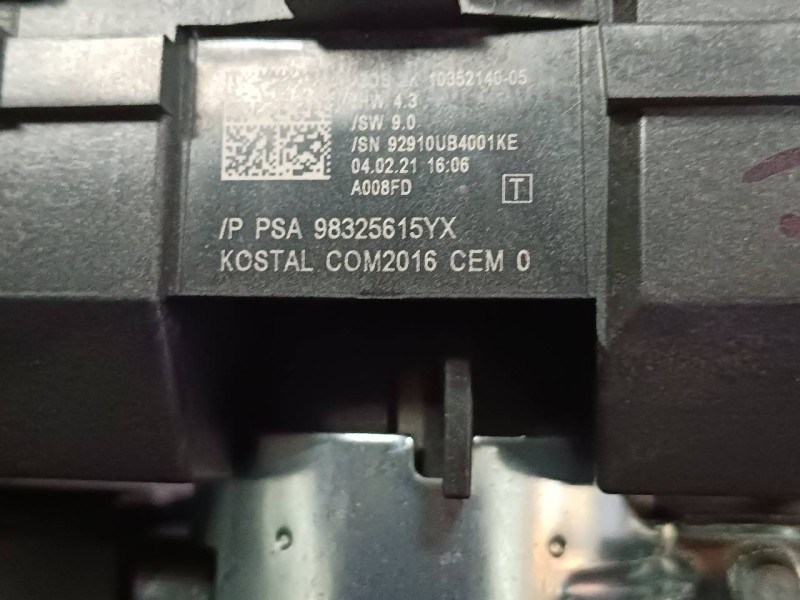 10352140-05
/HW 4.3
/SW 9.0
/SN 92910UB4001KE
04.02.21 16:06
A008FD
T
/P PSA 98325615YX
KOSTAL COM2016 CEM 0